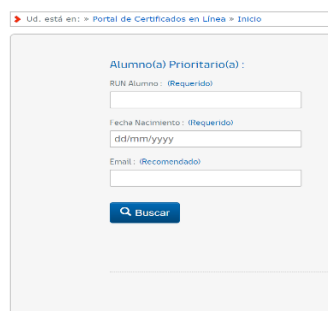 Ud. está en: » Portal de Certificados en Línea » Inicio
Alumno(a) Prioritario(a) :
RUN Alumno : (Requerido)
Fecha Nacimiento : (Requerido)
dd/mm/yyyy
Email : (Recomendado)
Buscar